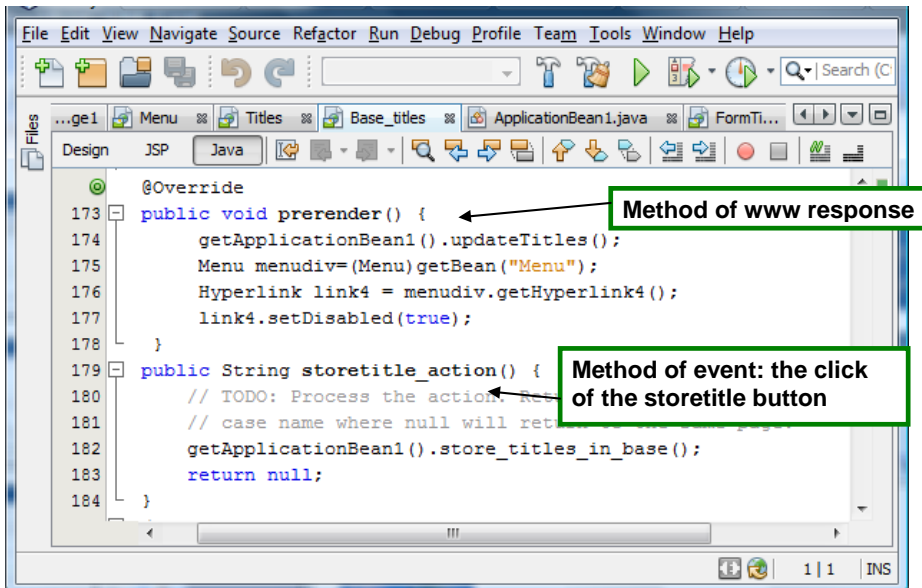 File Edit View Navigate Source Refactor Run Debug Profile Team Tools Window Help
Search (C
Files
...ge1 Menu Titles Base_titles ApplicationBean1.java FormTi...
Design JSP Java
@Override
173 public void prerender() {
Method of www response
174 getApplicationBean1().updateTitles();
175 Menu menudiv=(Menu)getBean("Menu");
176 Hyperlink link4 = menudiv.getHyperlink4();
177 link4.setDisabled(true);
178 }
179 public String storetitle_action() {
Method of event: the click
of the storetitle button
180 // TODO: Process the action.
181 // case name where null will
182 getApplicationBean1().store_titles_in_base();
183 return null;
184 }
1 | 1 INS